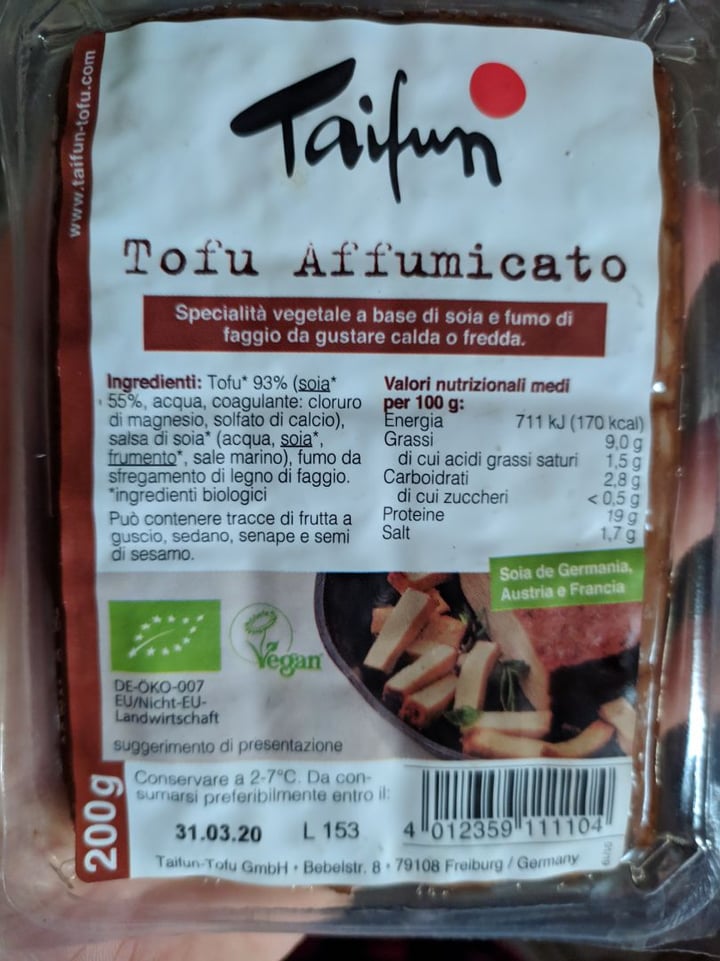 www.taifun-tofu.com
Taifun
Tofu Affumicato
Specialità vegetale a base di soia e fumo di
faggio da gustare calda o fredda.
Ingredienti: Tofu* 93% (soia*
55%, acqua, coagulante: cloruro
di magnesio, solfato di calcio),
salsa di soia* (acqua, soia*,
frumento*, sale marino), fumo da
sfregamento di legno di faggio.
*ingredienti biologici
Può contenere tracce di frutta a
guscio, sedano, senape e semi
di sesamo.
Valori nutrizionali medi
per 100 g:
Energia 711 kJ (170 kcal)
Grassi 9,0 g
di cui acidi grassi saturi 1,5 g
Carboidrati 2,8 g
di cui zuccheri < 0,5 g
Proteine 19 g
Salt 1,7 g
Soia de Germania,
Austria e Francia
Vegan
DE-ÖKO-007
EU/Nicht-EU-
Landwirtschaft
suggerimento di presentazione
200g
Conservare a 2-7°C. Da con-
sumarsi preferibilmente entro il:
31.03.20 L 153
4 012359 111104
Taifun-Tofu GmbH • Bebelstr. 8 • 79108 Freiburg / Germany